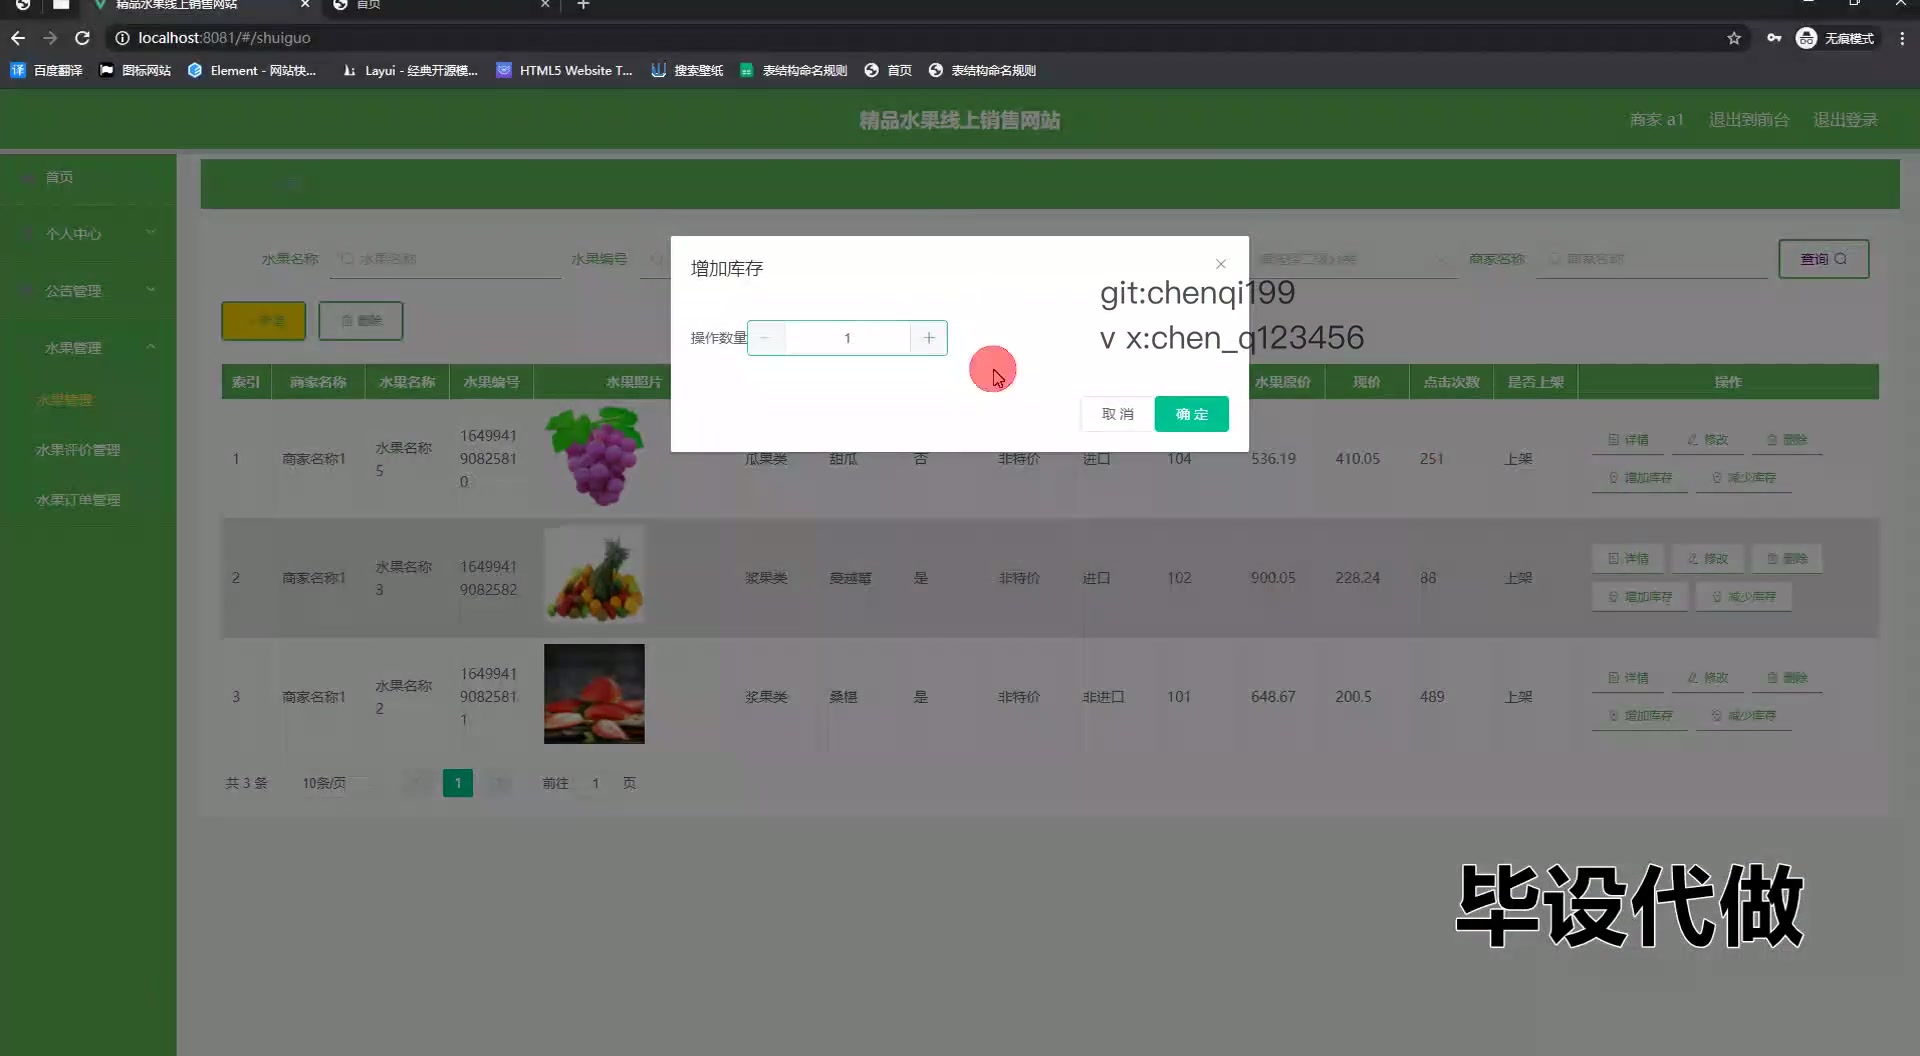 精品水果线上销售网站
首页
localhost:8081/#/shuiguo
无痕模式
百度翻译
图标网站
Element - 网站快...
Layui - 经典开源模...
HTML5 Website T...
搜索壁纸
表结构命名规则
首页
表结构命名规则
精品水果线上销售网站
商家 a1
退出到前台
退出登录
首页
个人中心
公告管理
水果管理
水果管理
水果评价管理
水果订单管理
水果名称
水果名称
水果编号
商家名称
商家名称
查询
删除
增加库存
操作数量
1
取 消
确 定
git:chenqi199
v x:chen_q123456
索引 商家名称 水果名称 水果编号 水果照片 水果原价 现价 点击次数 是否上架 操作
1 商家名称1 水果名称5 164994190825810 瓜果类 甜瓜 否 非特价 进口 104 536.19 410.05 251 上架
详情 修改 删除
增加库存 减少库存
2 商家名称1 水果名称3 16499419082582 浆果类 蔓越莓 是 非特价 进口 102 900.05 228.24 88 上架
详情 修改 删除
增加库存 减少库存
3 商家名称1 水果名称2 164994190825811 浆果类 桑椹 是 非特价 非进口 101 648.67 200.5 489 上架
详情 修改 删除
增加库存 减少库存
共 3 条
10条/页
1
前往 1 页
毕设代做